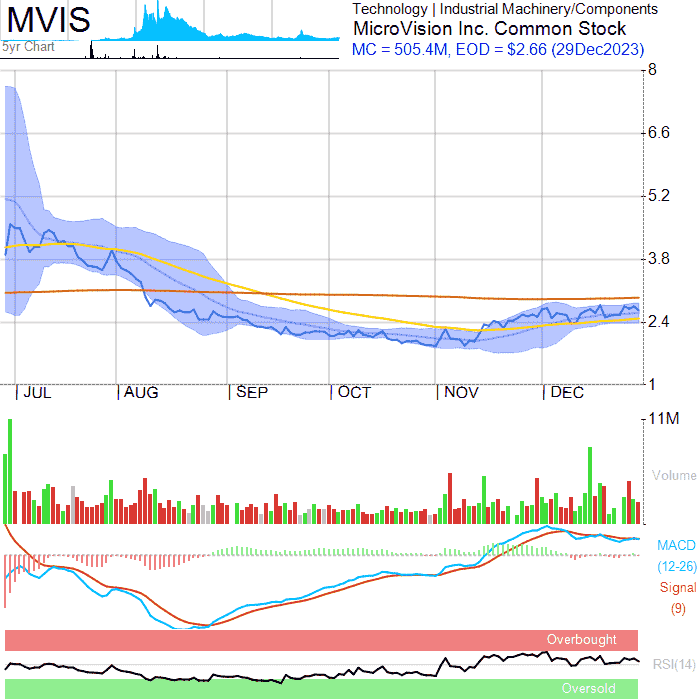 MVIS
5yr Chart
Technology | Industrial Machinery/Components
MicroVision Inc. Common Stock
MC = 505.4M, EOD = $2.66 (29Dec2023)
8
6.6
5.2
3.8
2.4
1
JUL AUG SEP OCT NOV DEC
11M
Volume
MACD
(12-26)
Signal
(9)
Overbought
RSI(14)
Oversold